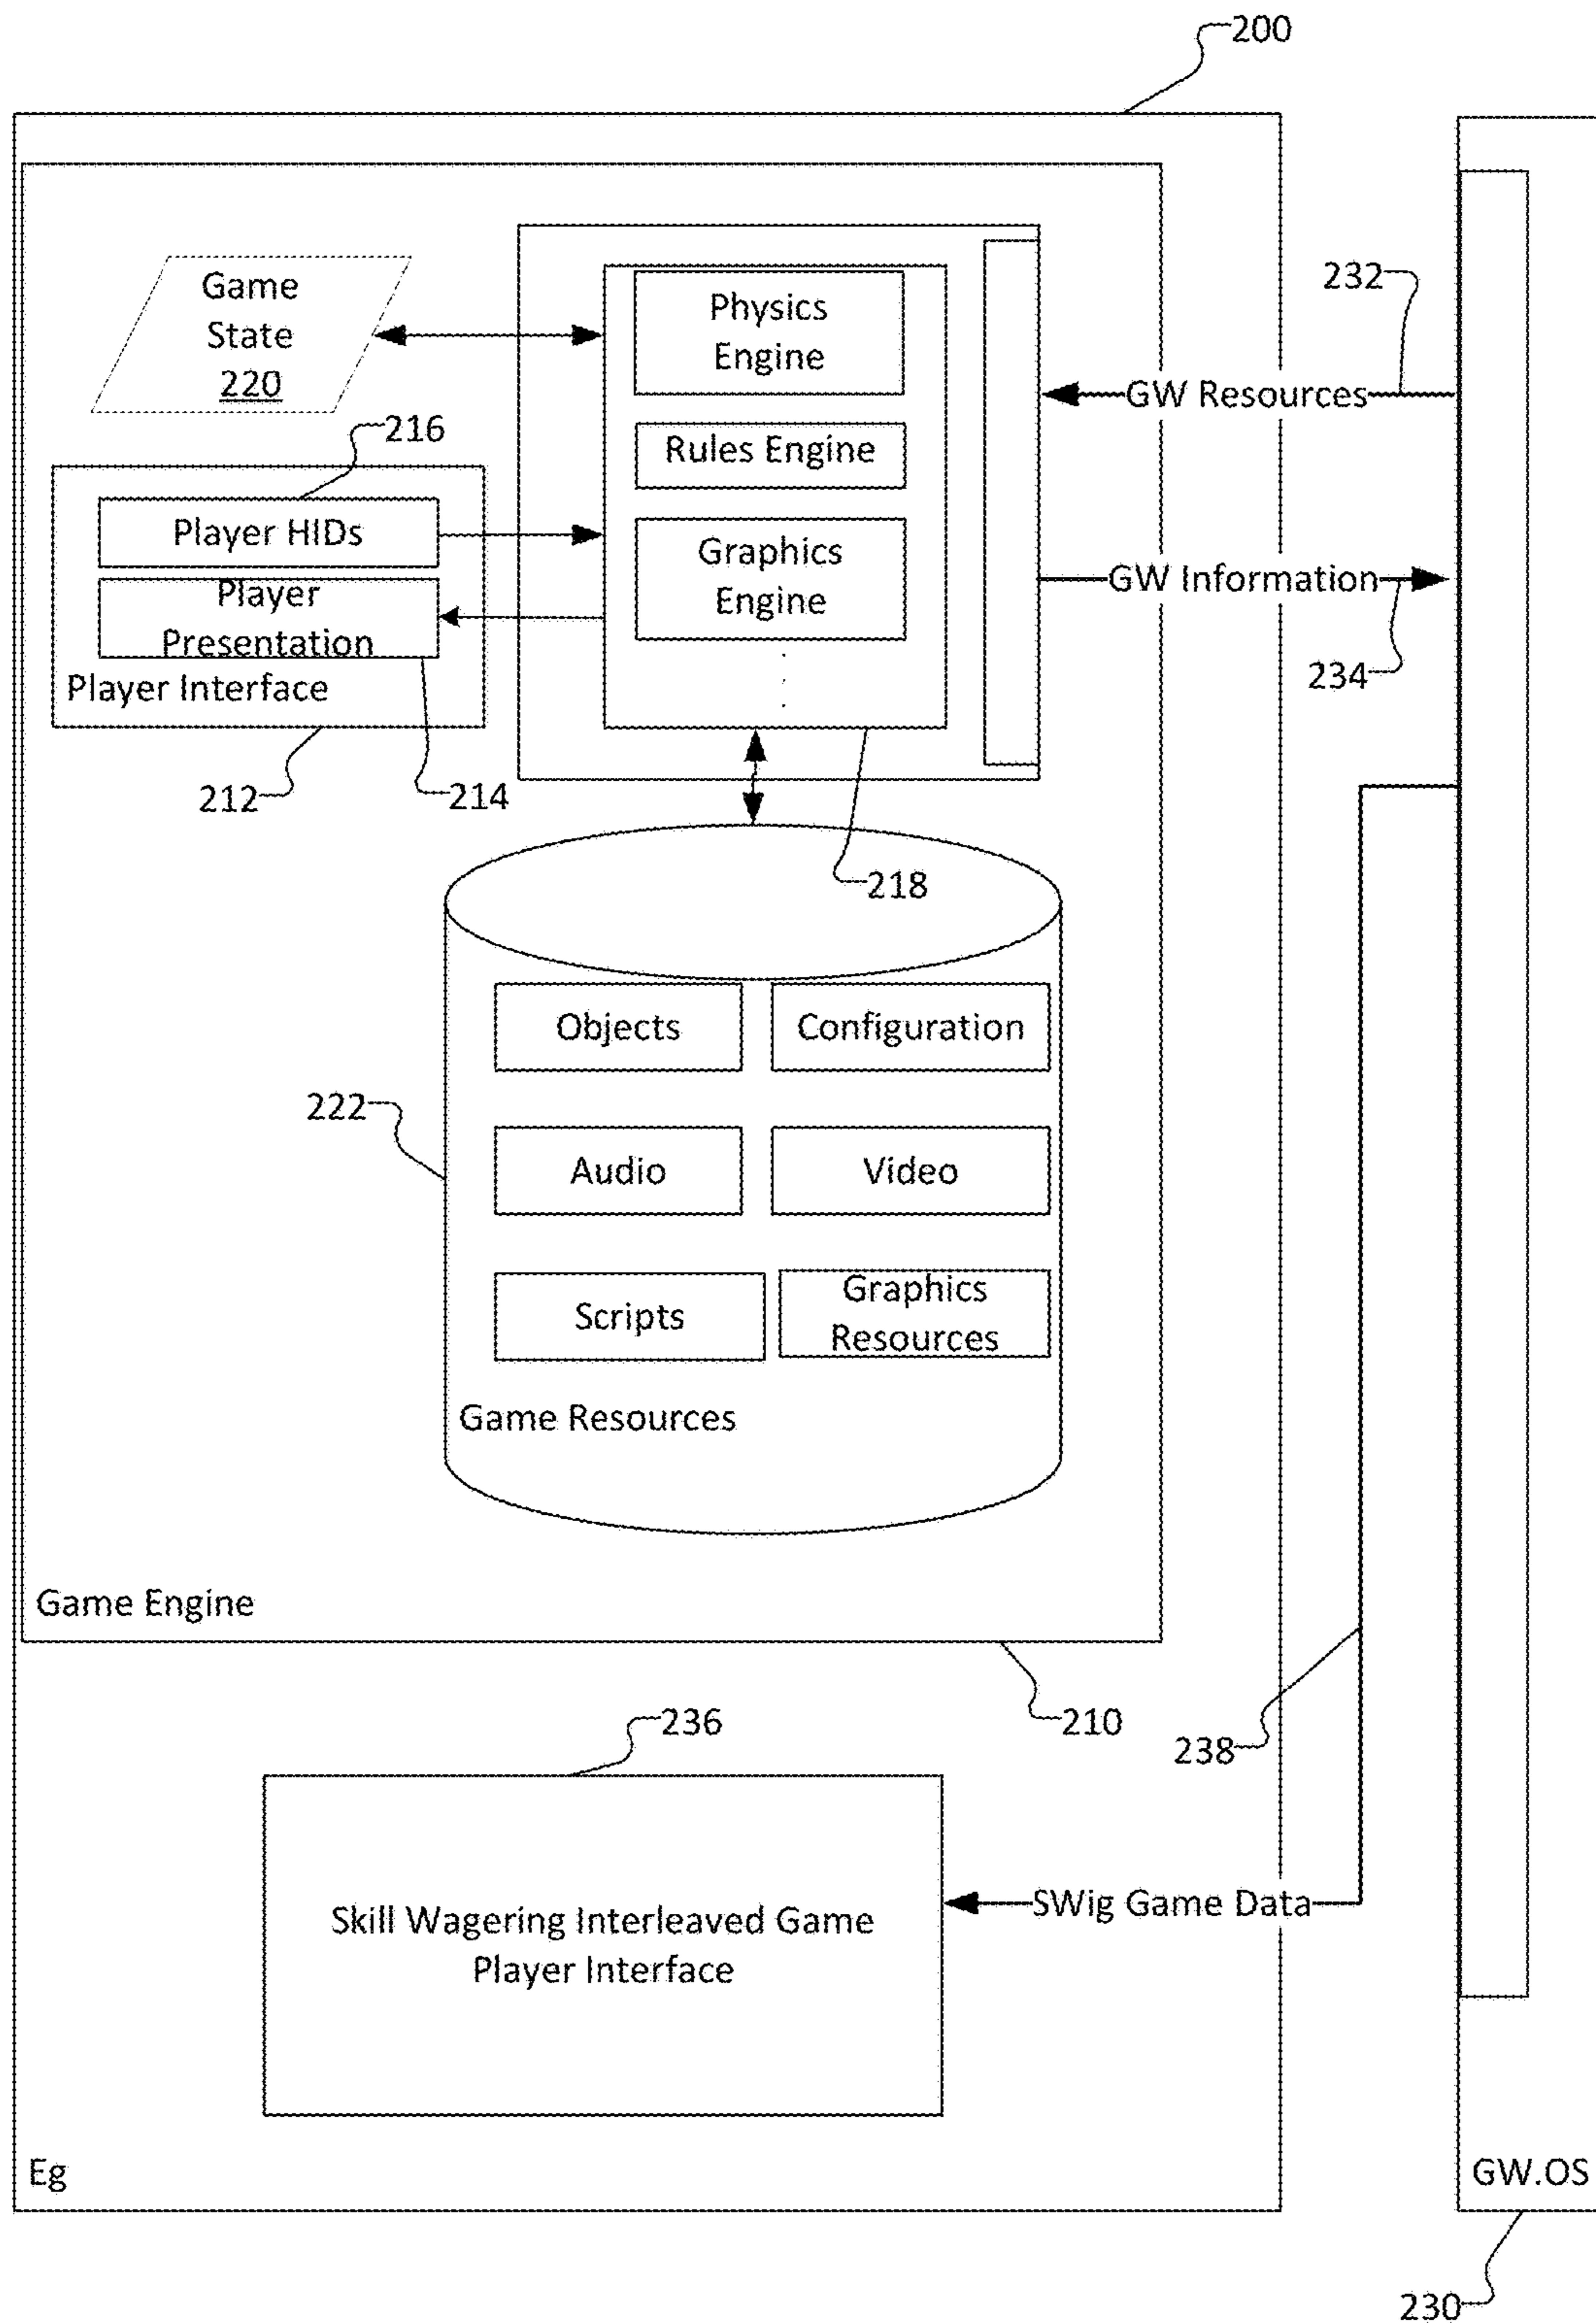 200
Game
State
220
Physics
Engine
232
GW Resources
216
Rules Engine
Player HIDs
Graphics
Engine
GW Information
Player
Presentation
Player Interface
234
212
214
218
Objects
Configuration
222
Audio
Video
Scripts
Graphics
Resources
Game Resources
Game Engine
210
236
238
SWig Game Data
Skill Wagering Interleaved Game
Player Interface
Eg
GW.OS
230